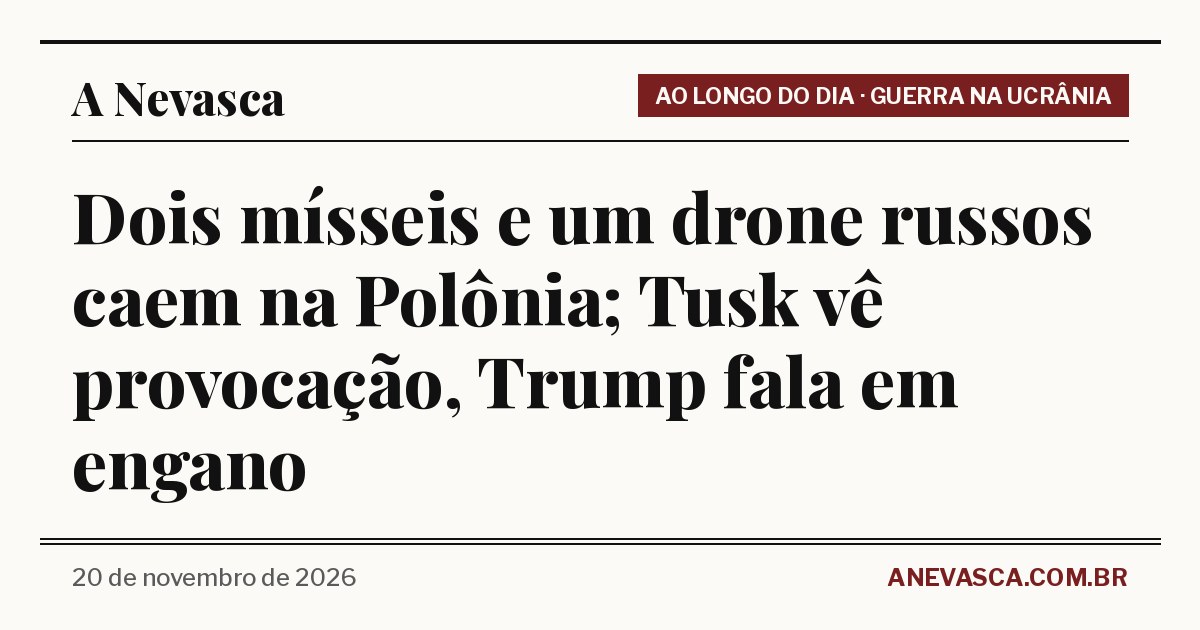 A Nevasca
AO LONGO DO DIA · GUERRA NA UCRÂNIA
Dois mísseis e um drone russos
caem na Polônia; Tusk vê
provocação, Trump fala em
engano
20 de novembro de 2026
ANEVASCA.COM.BR